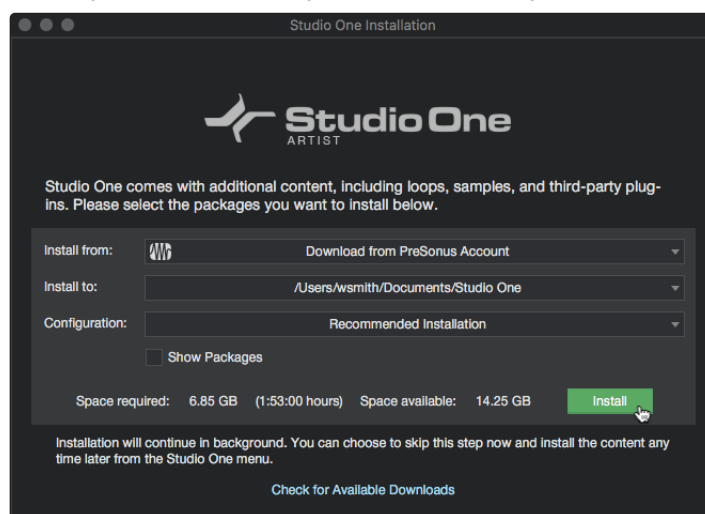 Studio One Installation
Studio One
ARTIST
Studio One comes with additional content, including loops, samples, and third-party plug-
ins. Please select the packages you want to install below.
Install from: Download from PreSonus Account
Install to: /Users/wsmith/Documents/Studio One
Configuration: Recommended Installation
Show Packages
Space required: 6.85 GB (1:53:00 hours) Space available: 14.25 GB Install
Installation will continue in background. You can choose to skip this step now and install the content any
time later from the Studio One menu.
Check for Available Downloads